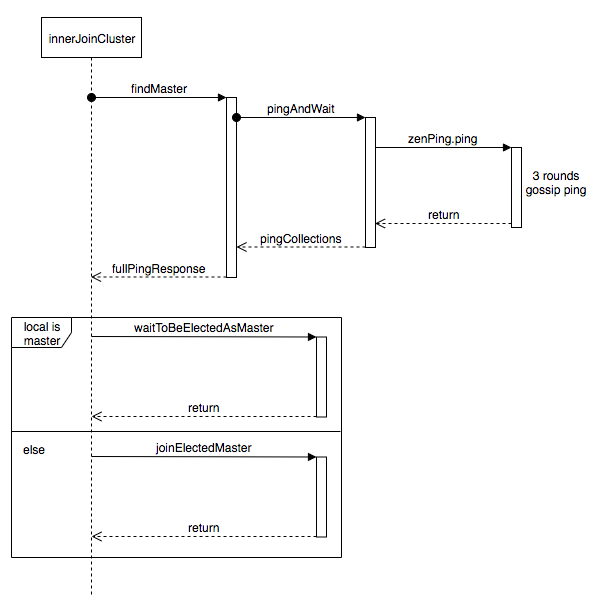 innerJoinCluster
findMaster
pingAndWait
zenPing.ping
3 rounds
gossip ping
return
pingCollections
fullPingResponse
local is
master
waitToBeElectedAsMaster
return
else
joinElectedMaster
return